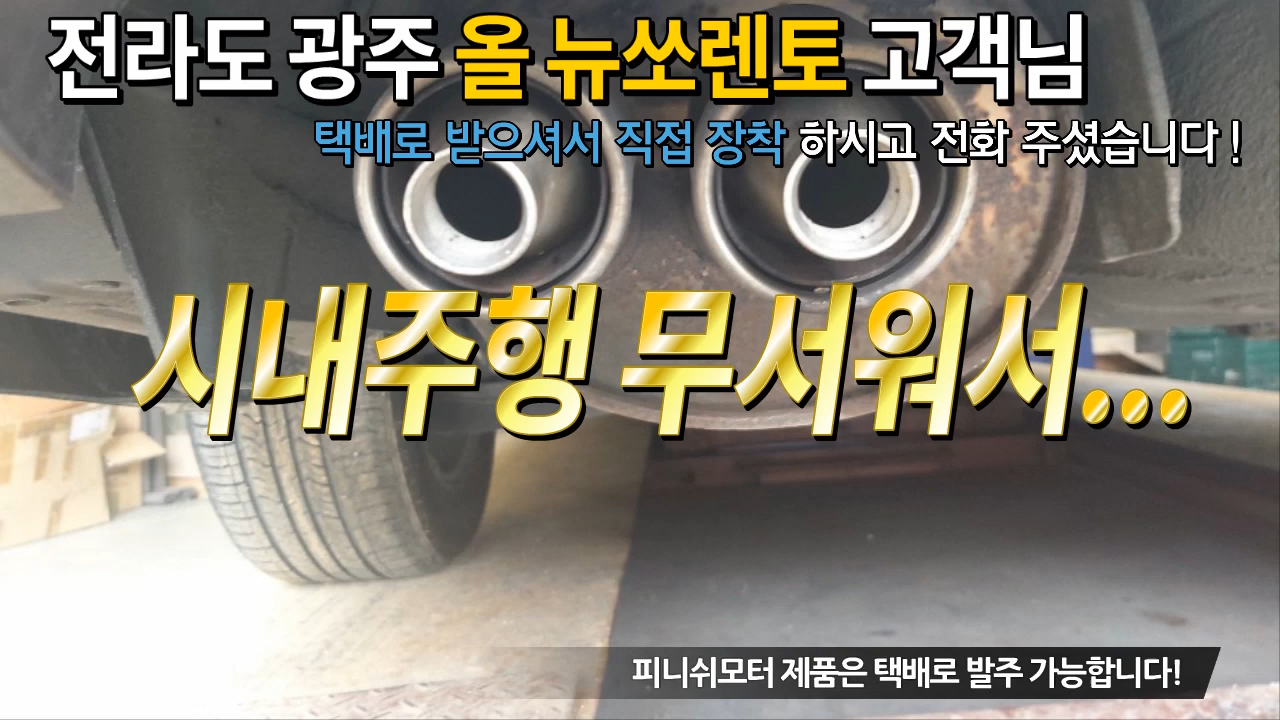 전라도 광주 올 뉴쏘렌토 고객님
택배로 받으셔서 직접 장착 하시고 전화 주셨습니다!
시내주행 무서워서...
피니쉬모터 제품은 택배로 발주 가능합니다!